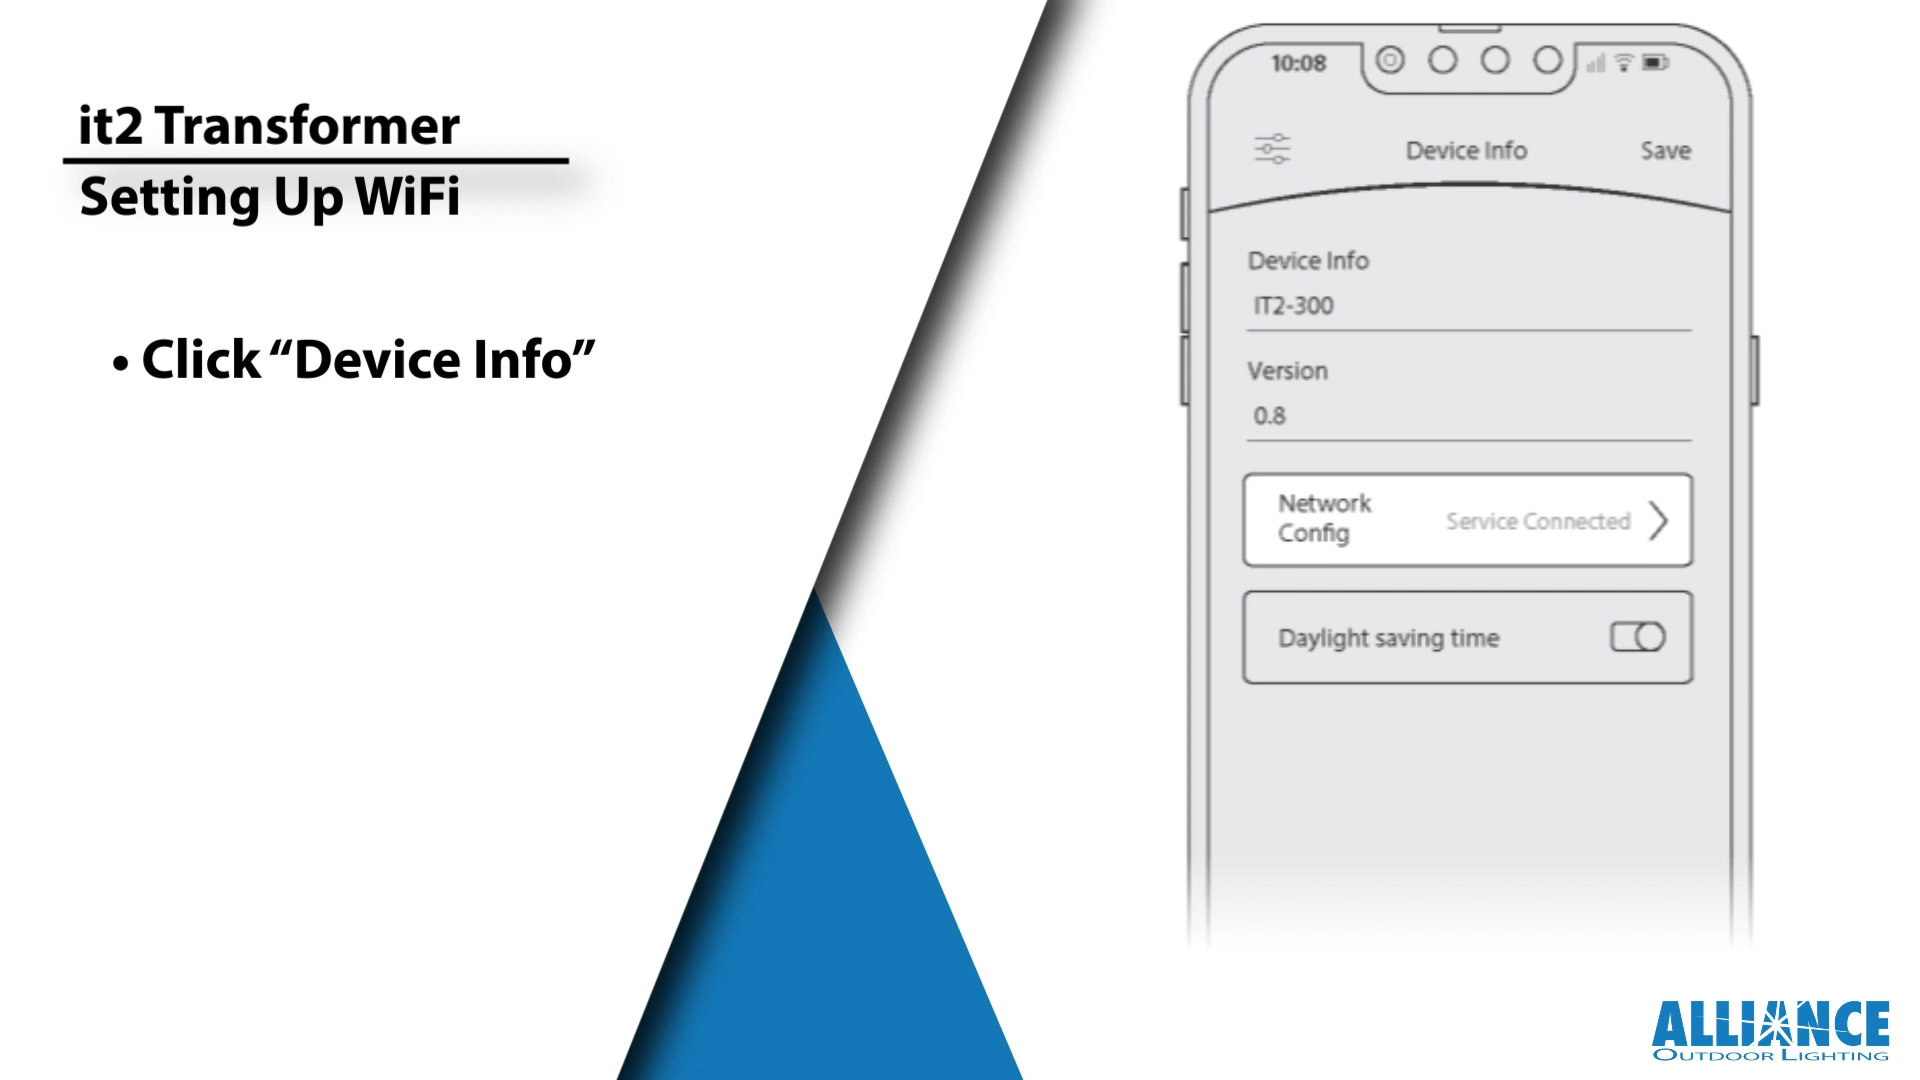 it2 Transformer
Setting Up WiFi
• Click “Device Info”
10:08
Device Info
Save
Device Info
IT2-300
Version
0.8
Network
Config
Service Connected
Daylight saving time
ALLIANCE
OUTDOOR LIGHTING